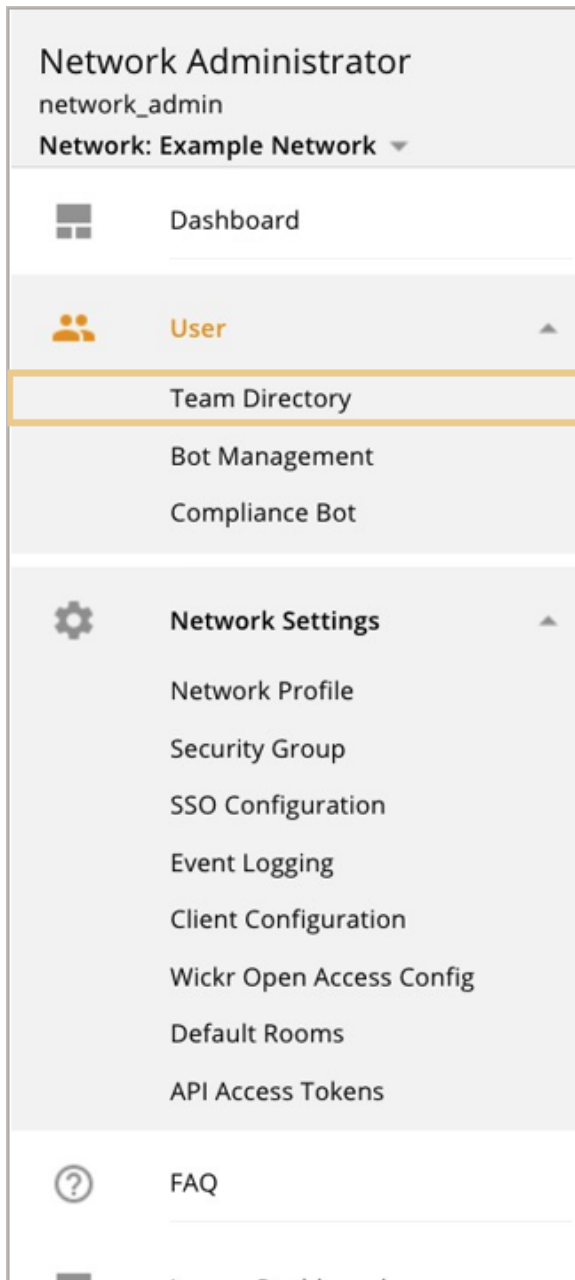 Network Administrator
network_admin
Network: Example Network
Dashboard
User
Team Directory
Bot Management
Compliance Bot
Network Settings
Network Profile
Security Group
SSO Configuration
Event Logging
Client Configuration
Wickr Open Access Config
Default Rooms
API Access Tokens
FAQ